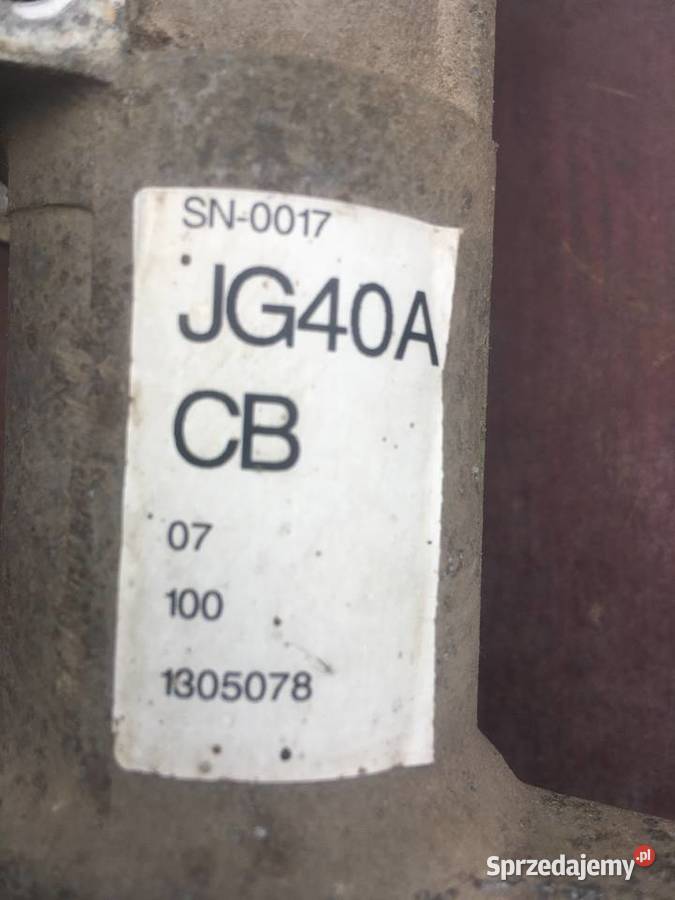 SN-0017
JG40A
CB
07
100
1305078
Sprzedajemy.pl